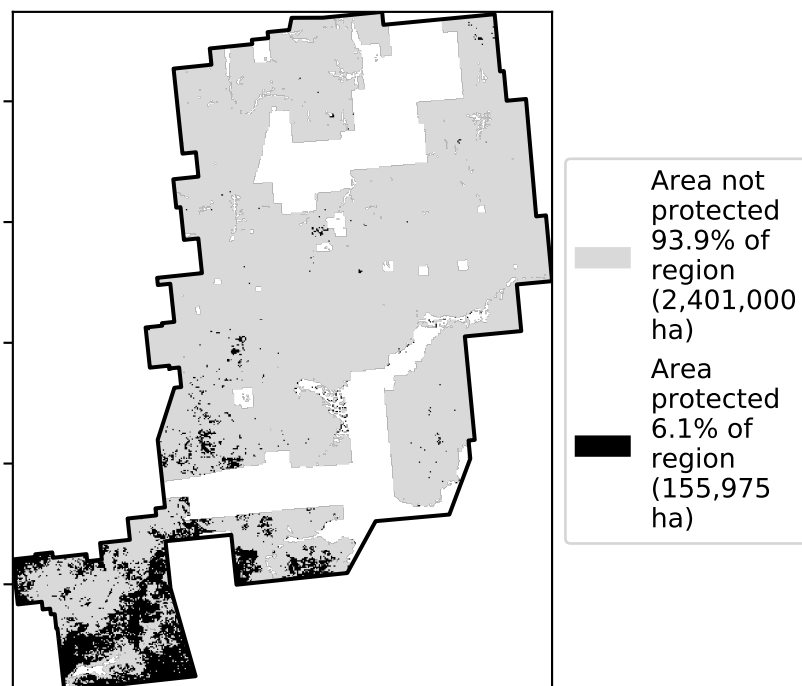 Area not
protected
93.9% of
region
(2,401,000
ha)
Area
protected
6.1% of
region
(155,975
ha)